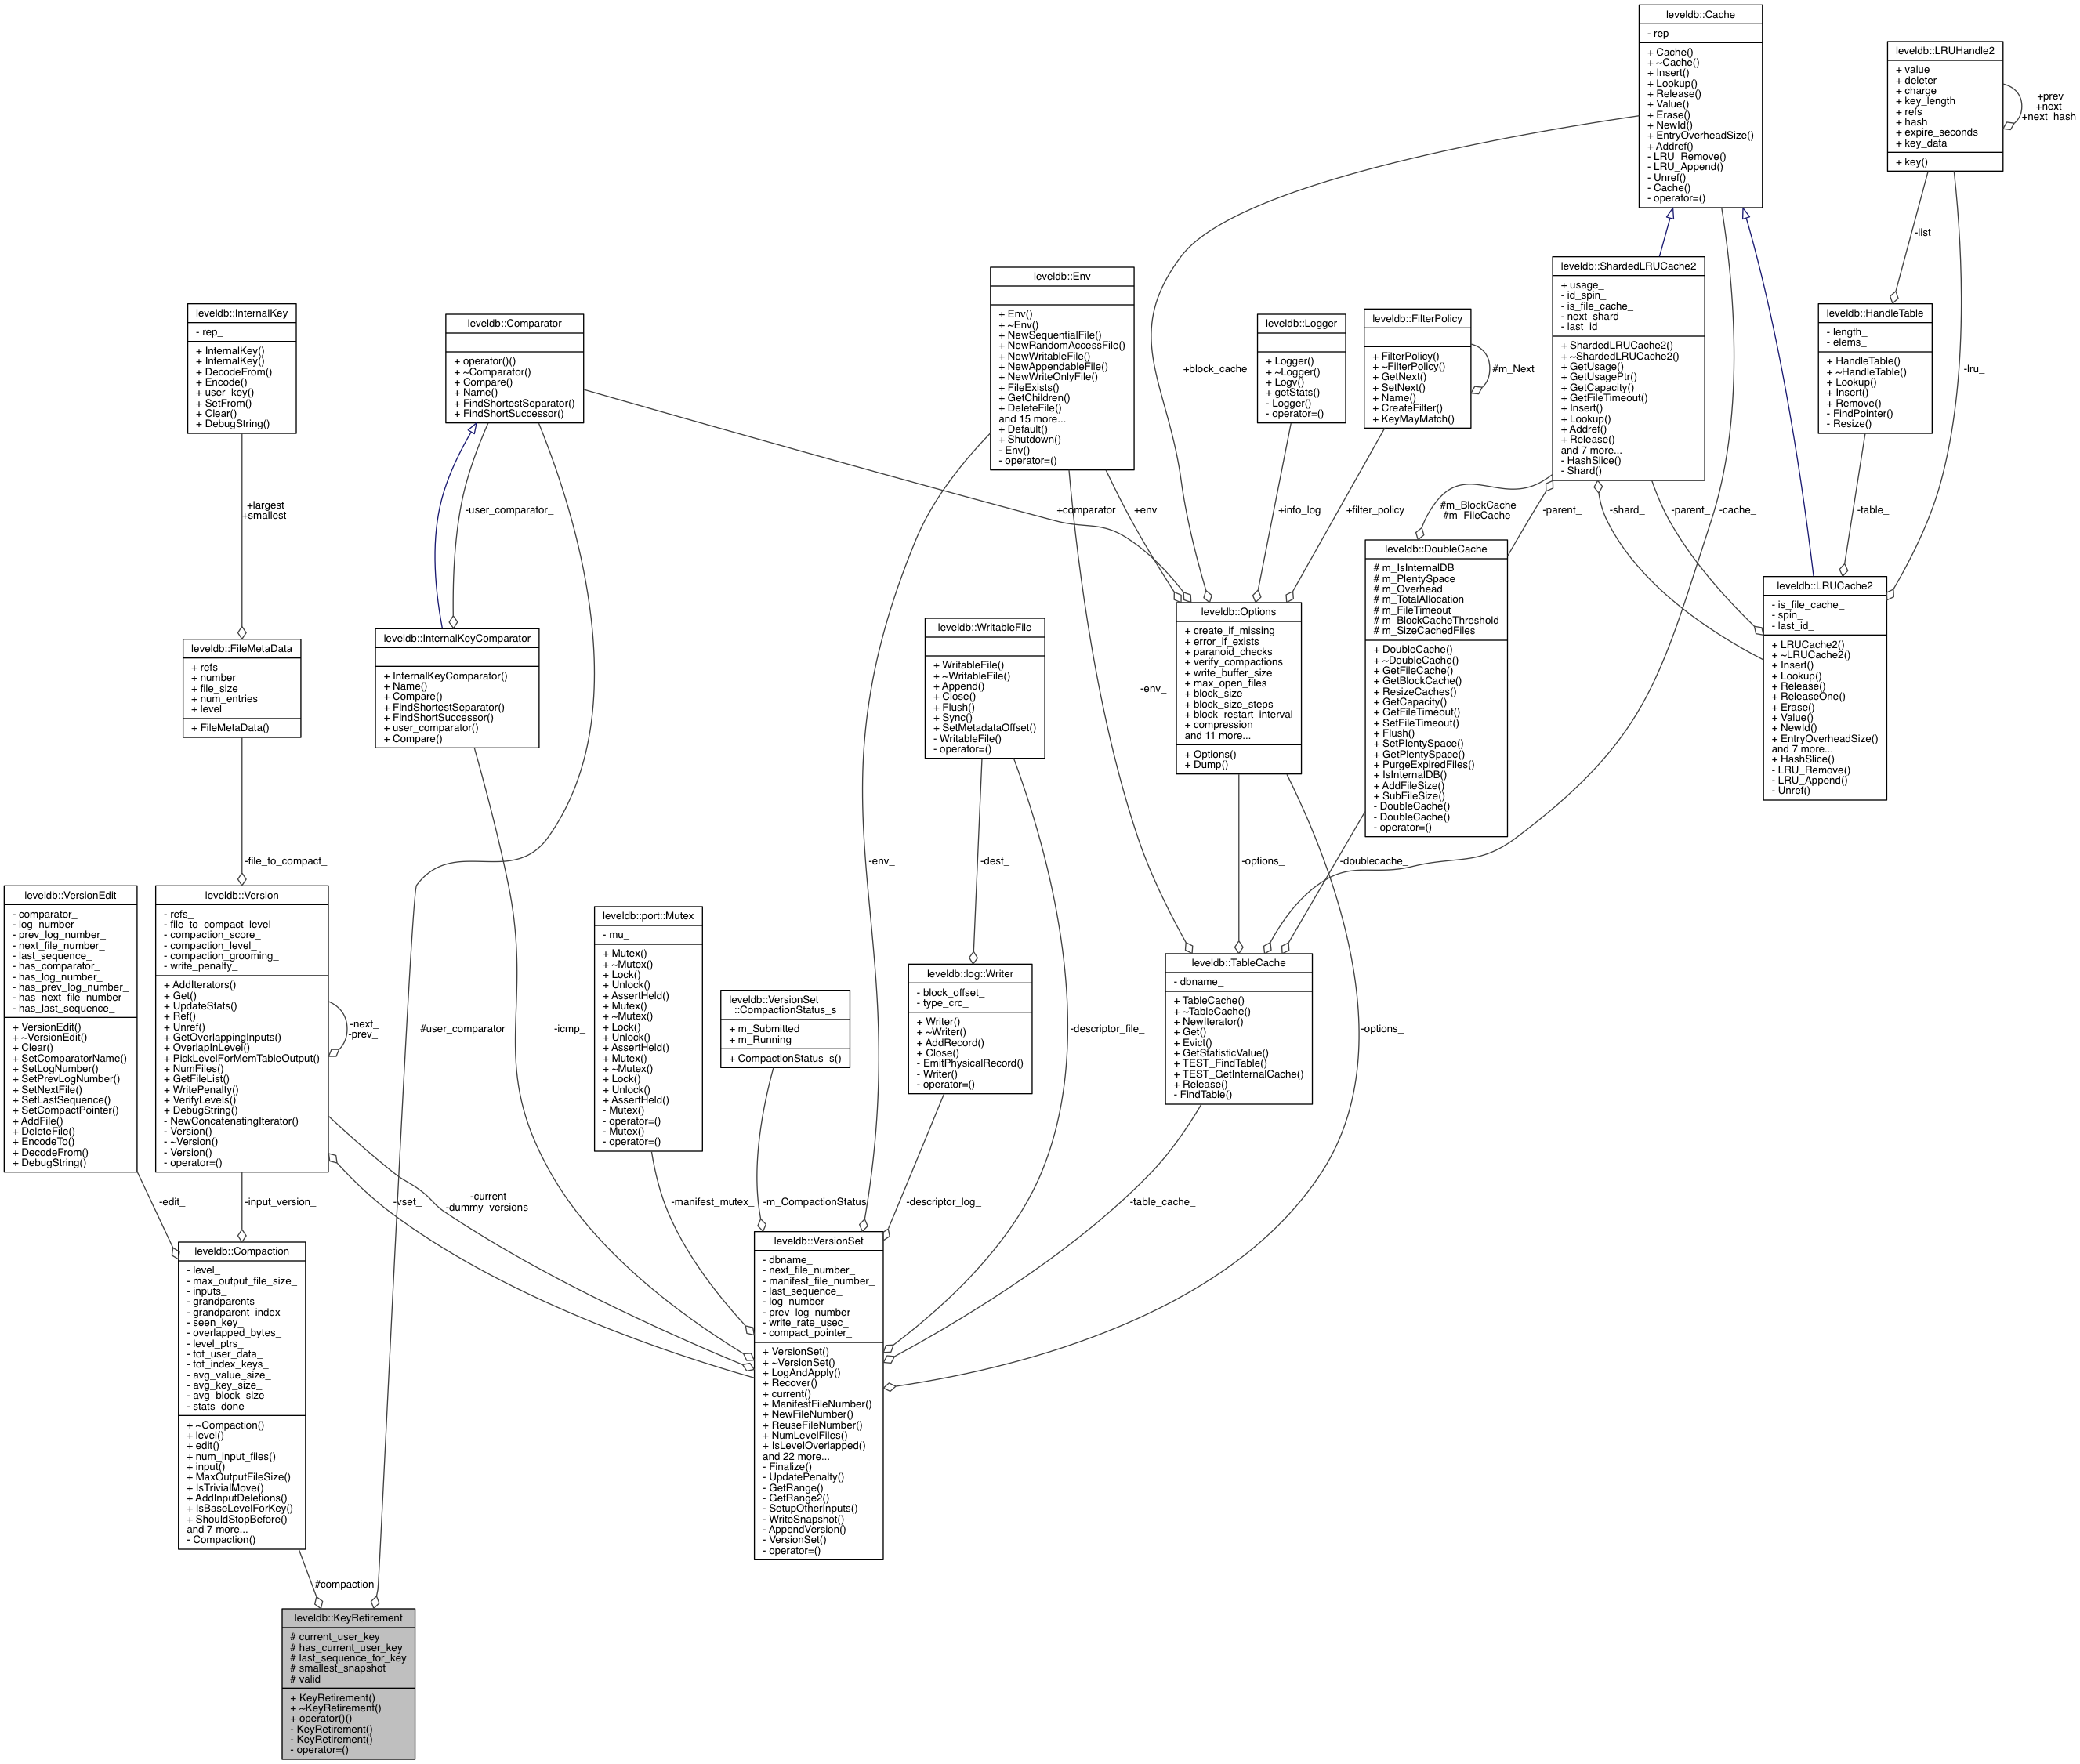 leveldb::Cache
- rep_
+ Cache()
+ ~Cache()
+ Insert()
+ Lookup()
+ Release()
+ Value()
+ Erase()
+ NewId()
+ EntryOverheadSize()
+ Addref()
- LRU_Remove()
- LRU_Append()
- Unref()
- Cache()
- operator=()
leveldb::LRUHandle2
+ value
+ deleter
+ charge
+ key_length
+ refs
+ hash
+ expire_seconds
+ key_data
+ key()
+prev
+next
+next_hash
leveldb::ShardedLRUCache2
+ usage_
- id_spin_
- is_file_cache_
- next_shard_
- last_id_
+ ShardedLRUCache2()
+ ~ShardedLRUCache2()
+ GetUsage()
+ GetUsagePtr()
+ GetCapacity()
+ GetFileTimeout()
+ Insert()
+ Lookup()
+ Addref()
+ Release()
and 7 more...
- HashSlice()
- Shard()
-list_
leveldb::HandleTable
- length_
- elems_
+ HandleTable()
+ ~HandleTable()
+ Lookup()
+ Insert()
+ Remove()
- FindPointer()
- Resize()
-lru_
leveldb::Env
+ Env()
+ ~Env()
+ NewSequentialFile()
+ NewRandomAccessFile()
+ NewWritableFile()
+ NewAppendableFile()
+ NewWriteOnlyFile()
+ FileExists()
+ GetChildren()
+ DeleteFile()
and 15 more...
+ Default()
+ Shutdown()
- Env()
- operator=()
+block_cache
leveldb::Logger
+ Logger()
+ ~Logger()
+ Logv()
+ getStats()
- Logger()
- operator=()
leveldb::FilterPolicy
+ FilterPolicy()
+ ~FilterPolicy()
+ GetNext()
+ SetNext()
+ Name()
+ CreateFilter()
+ KeyMayMatch()
#m_Next
leveldb::InternalKey
- rep_
+ InternalKey()
+ InternalKey()
+ DecodeFrom()
+ Encode()
+ user_key()
+ SetFrom()
+ Clear()
+ DebugString()
leveldb::Comparator
+ operator()()
+ ~Comparator()
+ Compare()
+ Name()
+ FindShortestSeparator()
+ FindShortSuccessor()
+largest
+smallest
-user_comparator_
+comparator
+env
+info_log
+filter_policy
#m_BlockCache
#m_FileCache
-parent_
-shard_
-parent_
-cache_
-table_
leveldb::DoubleCache
# m_IsInternalDB
# m_PlentySpace
# m_Overhead
# m_TotalAllocation
# m_FileTimeout
# m_BlockCacheThreshold
# m_SizeCachedFiles
+ DoubleCache()
+ ~DoubleCache()
+ GetFileCache()
+ GetBlockCache()
+ ResizeCaches()
+ GetCapacity()
+ GetFileTimeout()
+ SetFileTimeout()
+ Flush()
+ SetPlentySpace()
+ GetPlentySpace()
+ PurgeExpiredFiles()
+ IsInternalDB()
+ AddFileSize()
+ SubFileSize()
- DoubleCache()
- DoubleCache()
- operator=()
leveldb::LRUCache2
- is_file_cache_
- spin_
- last_id_
+ LRUCache2()
+ ~LRUCache2()
+ Insert()
+ Lookup()
+ Release()
+ ReleaseOne()
+ Erase()
+ Value()
+ NewId()
+ EntryOverheadSize()
and 7 more...
+ HashSlice()
- LRU_Remove()
- LRU_Append()
- Unref()
leveldb::Options
+ create_if_missing
+ error_if_exists
+ paranoid_checks
+ verify_compactions
+ write_buffer_size
+ max_open_files
+ block_size
+ block_size_steps
+ block_restart_interval
+ compression
and 11 more...
+ Options()
+ Dump()
leveldb::WritableFile
+ WritableFile()
+ ~WritableFile()
+ Append()
+ Close()
+ Flush()
+ Sync()
+ SetMetadataOffset()
- WritableFile()
- operator=()
leveldb::InternalKeyComparator
+ InternalKeyComparator()
+ Name()
+ Compare()
+ FindShortestSeparator()
+ FindShortSuccessor()
+ user_comparator()
+ Compare()
leveldb::FileMetaData
+ refs
+ number
+ file_size
+ num_entries
+ level
+ FileMetaData()
-env_
-file_to_compact_
-env_
-dest_
-options_
-doublecache_
leveldb::VersionEdit
- comparator_
- log_number_
- prev_log_number_
- next_file_number_
- last_sequence_
- has_comparator_
- has_log_number_
- has_prev_log_number_
- has_next_file_number_
- has_last_sequence_
+ VersionEdit()
+ ~VersionEdit()
+ Clear()
+ SetComparatorName()
+ SetLogNumber()
+ SetPrevLogNumber()
+ SetNextFile()
+ SetLastSequence()
+ SetCompactPointer()
+ AddFile()
+ DeleteFile()
+ EncodeTo()
+ DecodeFrom()
+ DebugString()
leveldb::Version
- refs_
- file_to_compact_level_
- compaction_score_
- compaction_level_
- compaction_grooming_
- write_penalty_
+ AddIterators()
+ Get()
+ UpdateStats()
+ Ref()
+ Unref()
+ GetOverlappingInputs()
+ OverlapInLevel()
+ PickLevelForMemTableOutput()
+ NumFiles()
+ GetFileList()
+ WritePenalty()
+ VerifyLevels()
+ DebugString()
- NewConcatenatingIterator()
- Version()
- ~Version()
- Version()
- operator=()
-next_
-prev_
#user_comparator
-icmp_
leveldb::port::Mutex
- mu_
+ Mutex()
+ ~Mutex()
+ Lock()
+ Unlock()
+ AssertHeld()
+ Mutex()
+ ~Mutex()
+ Lock()
+ Unlock()
+ AssertHeld()
+ Mutex()
+ ~Mutex()
+ Lock()
+ Unlock()
+ AssertHeld()
- Mutex()
- operator=()
- Mutex()
- operator=()
leveldb::VersionSet
::CompactionStatus_s
+ m_Submitted
+ m_Running
+ CompactionStatus_s()
leveldb::log::Writer
- block_offset_
- type_crc_
+ Writer()
+ ~Writer()
+ AddRecord()
+ Close()
- EmitPhysicalRecord()
- Writer()
- operator=()
-descriptor_file_
leveldb::TableCache
- dbname_
+ TableCache()
+ ~TableCache()
+ NewIterator()
+ Get()
+ Evict()
+ GetStatisticValue()
+ TEST_FindTable()
+ TEST_GetInternalCache()
+ Release()
- FindTable()
-options_
-edit_
-input_version_
-vset_
-current_
-dummy_versions_
-manifest_mutex_
-m_CompactionStatus
-descriptor_log_
-table_cache_
leveldb::Compaction
- level_
- max_output_file_size_
- inputs_
- grandparents_
- grandparent_index_
- seen_key_
- overlapped_bytes_
- level_ptrs_
- tot_user_data_
- tot_index_keys_
- avg_value_size_
- avg_key_size_
- avg_block_size_
- stats_done_
+ ~Compaction()
+ level()
+ edit()
+ num_input_files()
+ input()
+ MaxOutputFileSize()
+ IsTrivialMove()
+ AddInputDeletions()
+ IsBaseLevelForKey()
+ ShouldStopBefore()
and 7 more...
- Compaction()
leveldb::VersionSet
- dbname_
- next_file_number_
- manifest_file_number_
- last_sequence_
- log_number_
- prev_log_number_
- write_rate_usec_
- compact_pointer_
+ VersionSet()
+ ~VersionSet()
+ LogAndApply()
+ Recover()
+ current()
+ ManifestFileNumber()
+ NewFileNumber()
+ ReuseFileNumber()
+ NumLevelFiles()
+ IsLevelOverlapped()
and 22 more...
- Finalize()
- UpdatePenalty()
- GetRange()
- GetRange2()
- SetupOtherInputs()
- WriteSnapshot()
- AppendVersion()
- VersionSet()
- operator=()
#compaction
leveldb::KeyRetirement
# current_user_key
# has_current_user_key
# last_sequence_for_key
# smallest_snapshot
# valid
+ KeyRetirement()
+ ~KeyRetirement()
+ operator()()
- KeyRetirement()
- KeyRetirement()
- operator=()